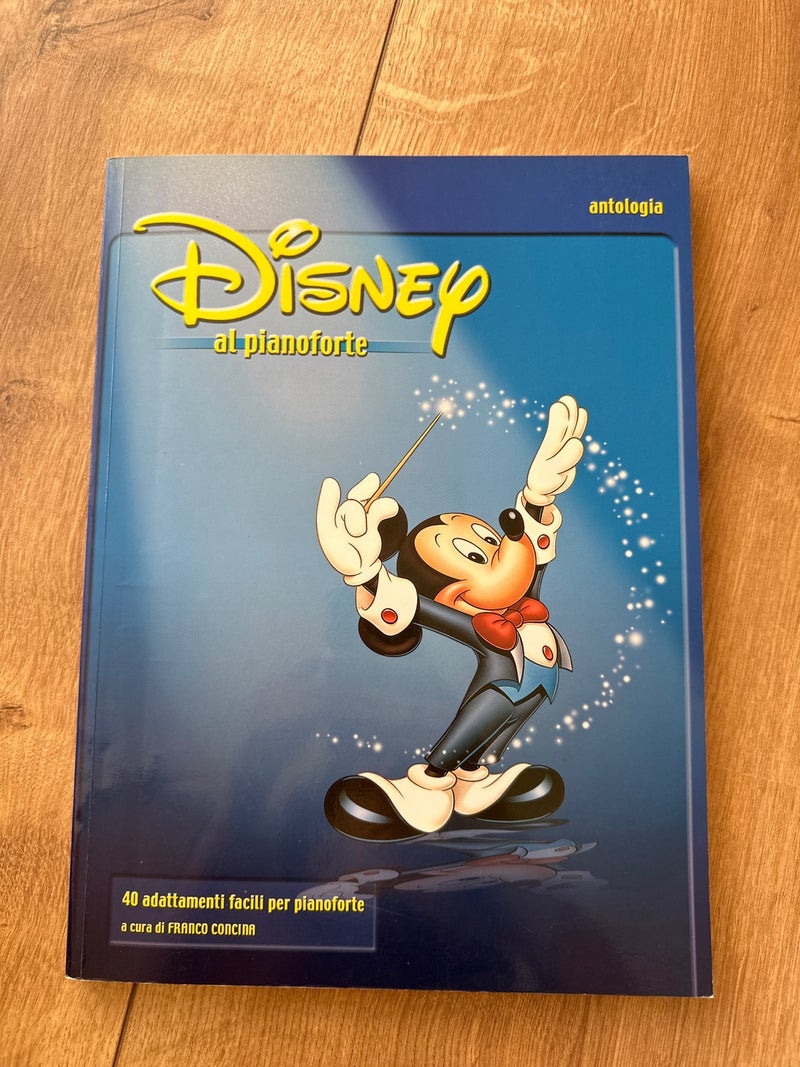 antologia
Disney
al pianoforte
40 adattamenti facili per pianoforte
a cura di FRANCO CONCINA